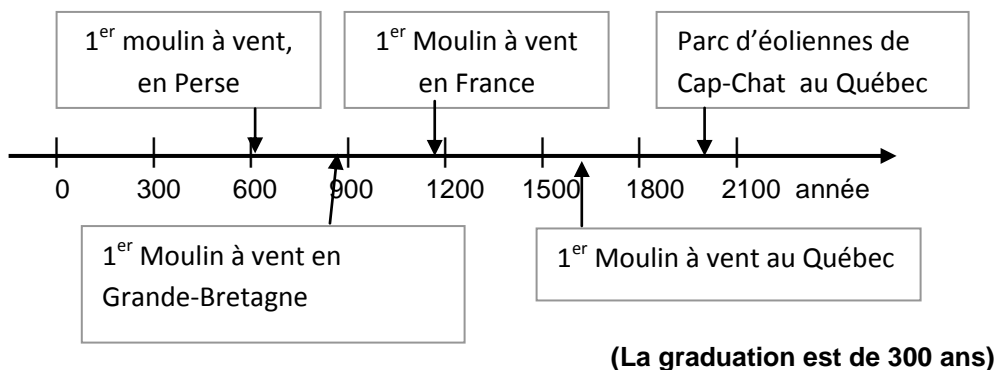 1er moulin à vent,
en Perse
1er Moulin à vent
en France
Parc d’éoliennes de
Cap-Chat au Québec
0 300 600 900 1200 1500 1800 2100 année
1er Moulin à vent en
Grande-Bretagne
1er Moulin à vent au Québec
(La graduation est de 300 ans)